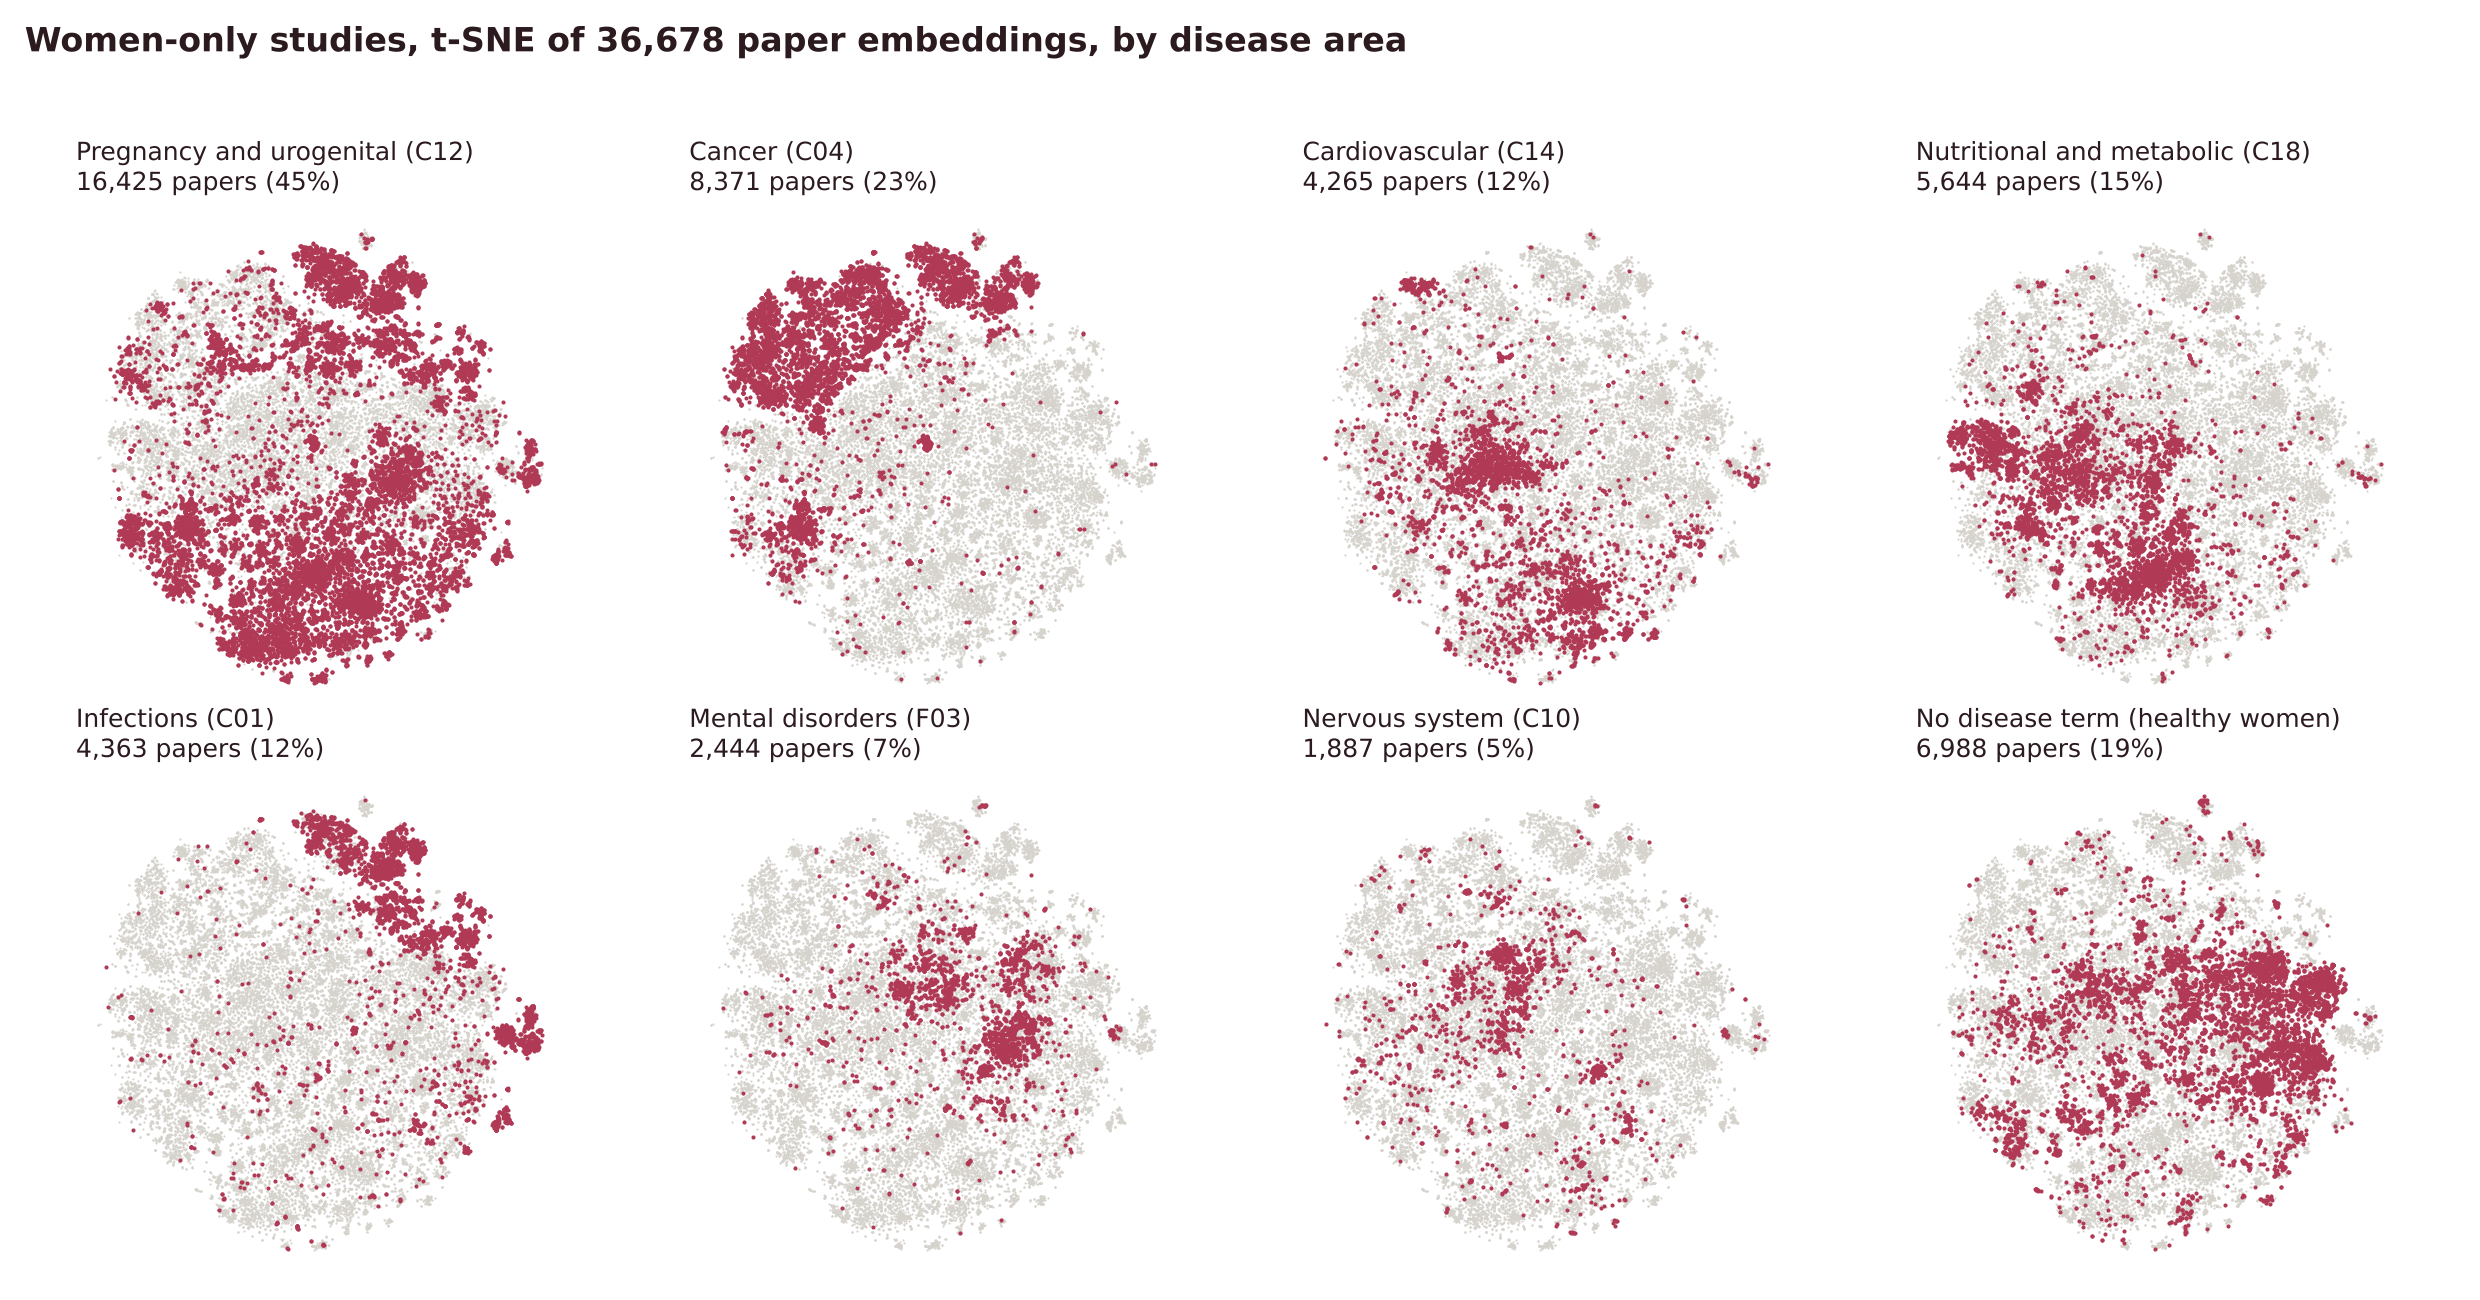 Women-only studies, t-SNE of 36,678 paper embeddings, by disease area
Pregnancy and urogenital (C12)
16,425 papers (45%)
Cancer (C04)
8,371 papers (23%)
Cardiovascular (C14)
4,265 papers (12%)
Nutritional and metabolic (C18)
5,644 papers (15%)
Infections (C01)
4,363 papers (12%)
Mental disorders (F03)
2,444 papers (7%)
Nervous system (C10)
1,887 papers (5%)
No disease term (healthy women)
6,988 papers (19%)